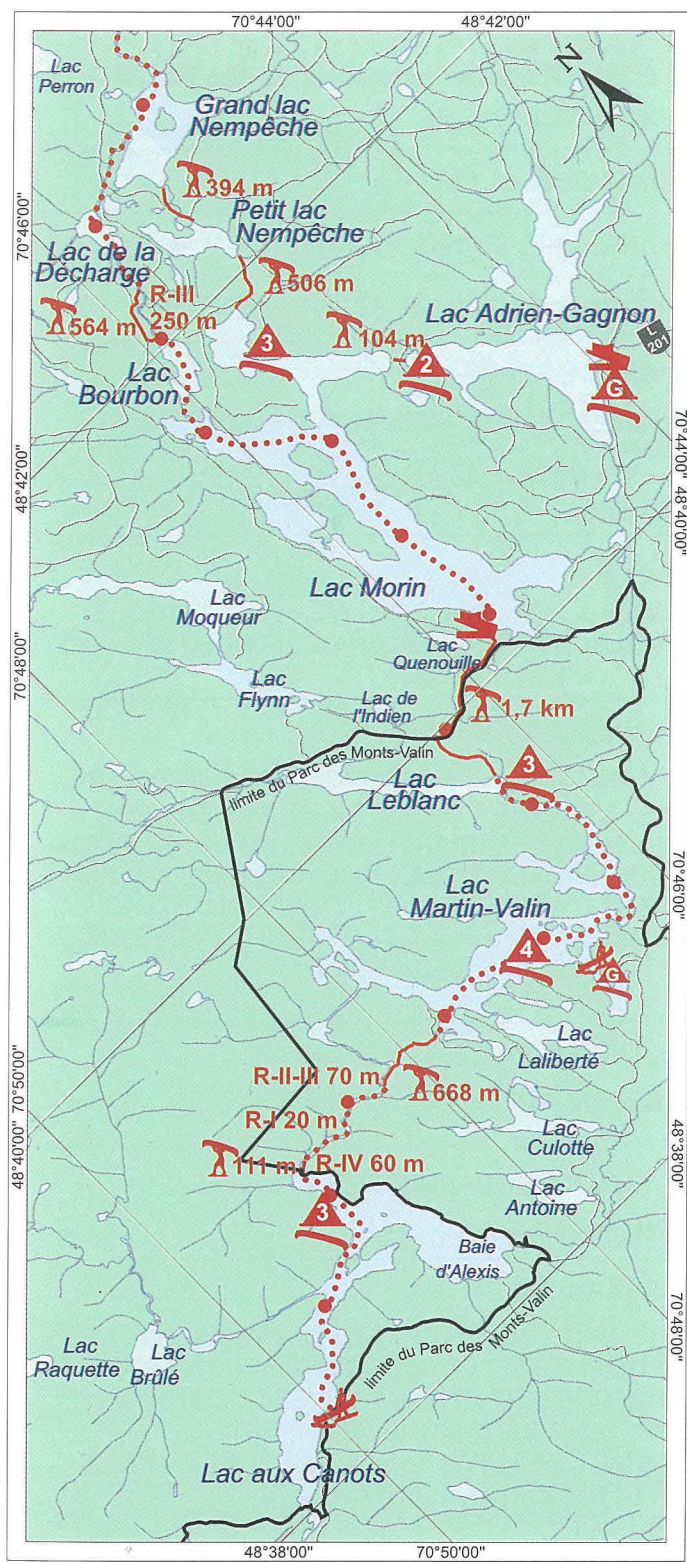 70°44'00"
48°42'00"
Lac
Perron
N
Grand lac
Nempêche
394 m
Petit lac
Nempêche
70°46'00"
Lac de la
Décharge
506 m
R-III
250 m
564 m
Lac Adrien-Gagnon
L
201
104 m
3
2
G
Lac
Bourbon
70°44'00"
48°42'00"
48°40'00"
Lac Morin
Lac
Moqueur
Lac
Quenouille
70°48'00"
Lac
Flynn
Lac de
l'Indien
1,7 km
limite du Parc des Monts-Valin
3
Lac
Leblanc
70°46'00"
Lac
Martin-Valin
4
G
Lac
Laliberté
70°50'00"
R-II-III 70 m
668 m
R-I 20 m
Lac
Culotte
48°40'00"
48°38'00"
111 m
R-IV 60 m
Lac
Antoine
3
Baie
d'Alexis
70°48'00"
limite du Parc des Monts-Valin
Lac
Raquette
Lac
Brûlé
Lac aux Canots
48°38'00"
70°50'00"